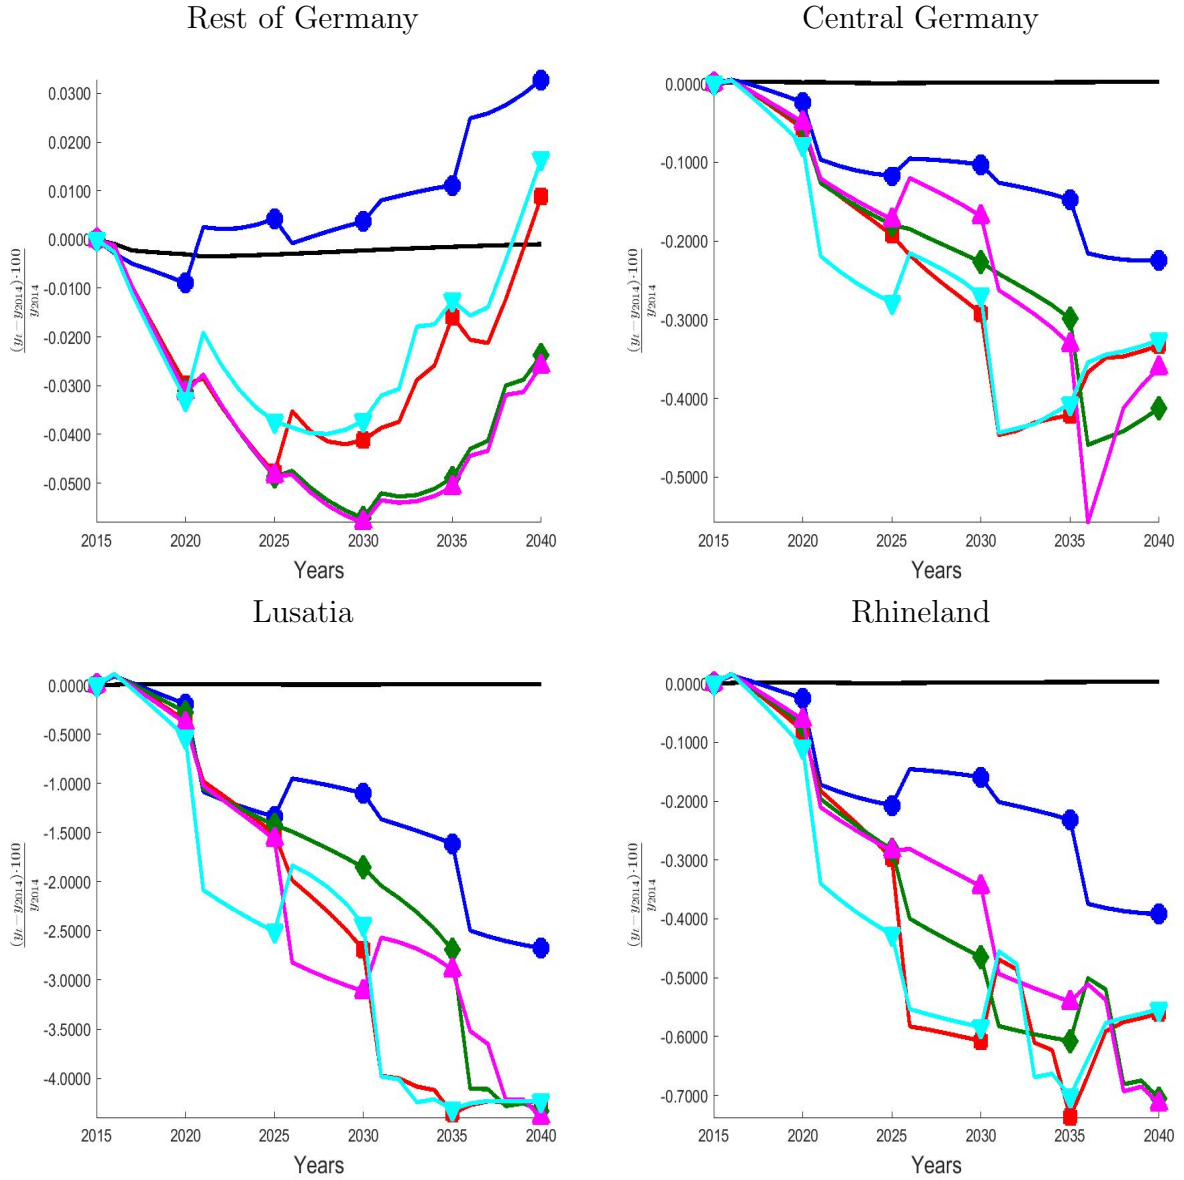 Rest of Germany
0.0300
0.0200
0.0100
0.0000
-0.0100
-0.0200
-0.0300
-0.0400
-0.0500
(y_t − y_2014)·100
y_2014
2015 2020 2025 2030 2035 2040
Years
Central Germany
0.0000
-0.1000
-0.2000
-0.3000
-0.4000
-0.5000
(y_t − y_2014)·100
y_2014
2015 2020 2025 2030 2035 2040
Years
Lusatia
0.0000
-0.5000
-1.0000
-1.5000
-2.0000
-2.5000
-3.0000
-3.5000
-4.0000
(y_t − y_2014)·100
y_2014
2015 2020 2025 2030 2035 2040
Years
Rhineland
0.0000
-0.1000
-0.2000
-0.3000
-0.4000
-0.5000
-0.6000
-0.7000
(y_t − y_2014)·100
y_2014
2015 2020 2025 2030 2035 2040
Years